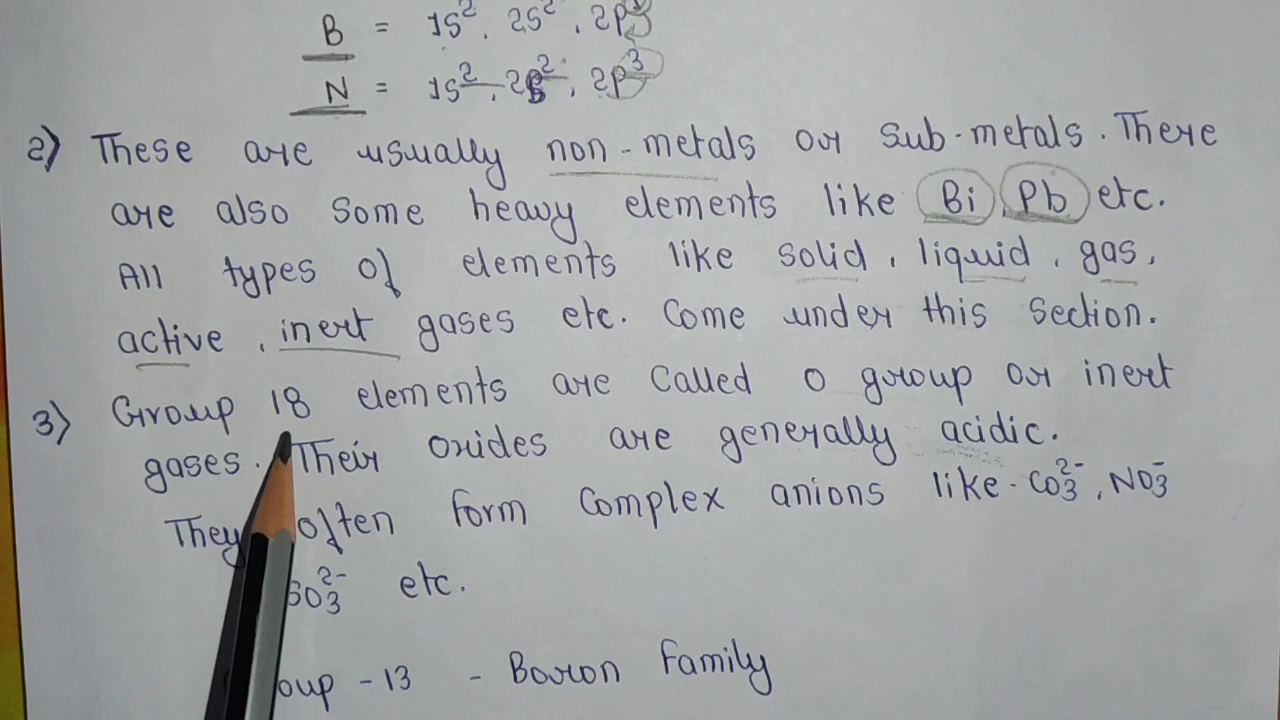 B = 1s², 2s², 2p
N = 1s², 2s², 2p³
2) These are usually non-metals or sub-metals. There
are also some heavy elements like Bi, Pb etc.
All types of elements like solid, liquid, gas,
active, inert gases etc. Come under this section.
3) Group 18 elements are called 0 group or inert
gases. Their oxides are generally acidic.
They often form complex anions like - CO₃²⁻, NO₃⁻
SO₃²⁻ etc.
oup - 13 - Boron Family